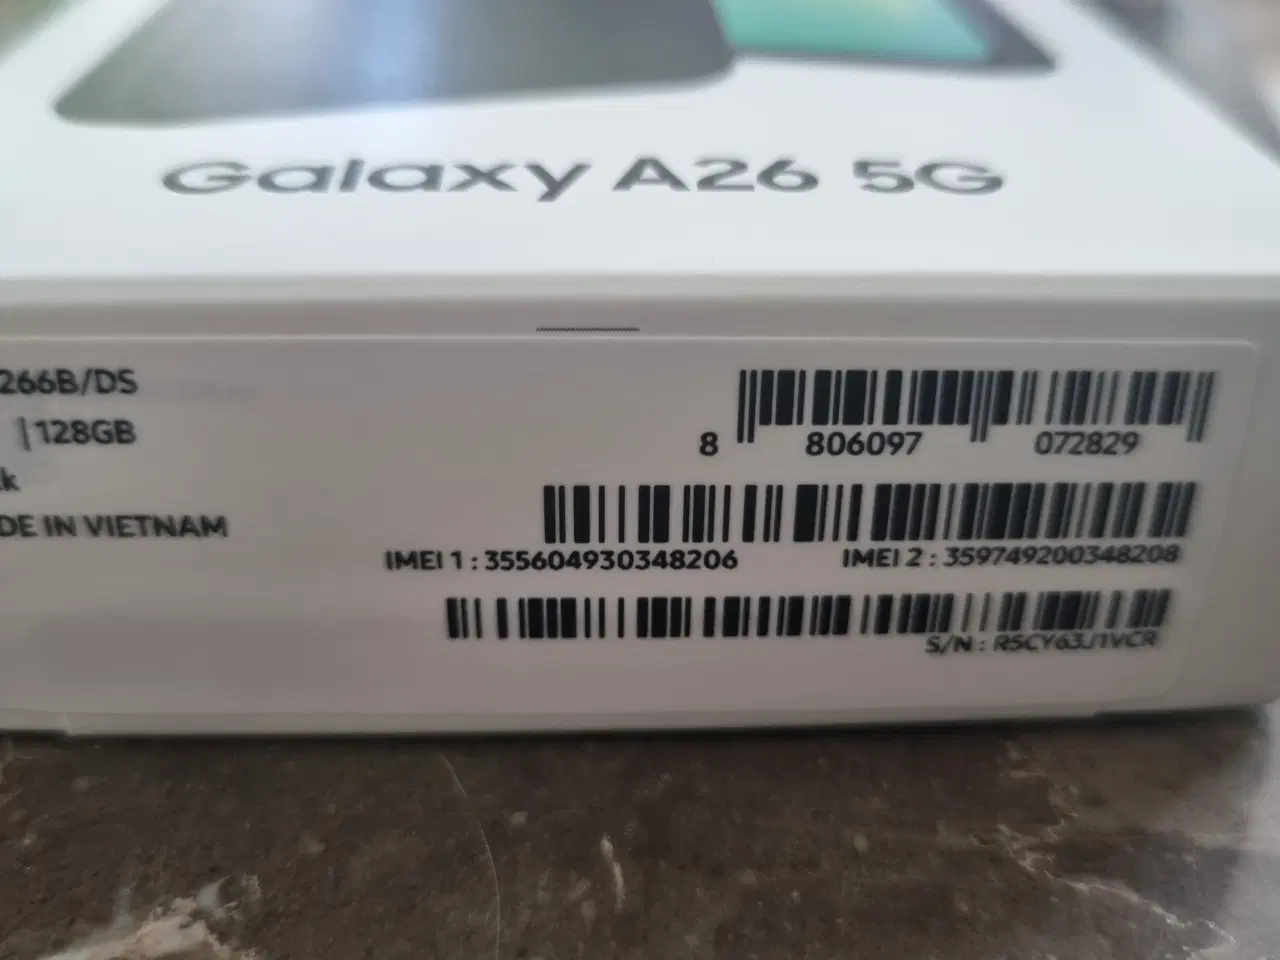 Galaxy A26 5G
266B/DS
|128GB
k
DE IN VIETNAM
8 806097 072829
IMEI 1 : 355604930348206 IMEI 2 : 359749200348208
S/N : R5CY63J1VCR